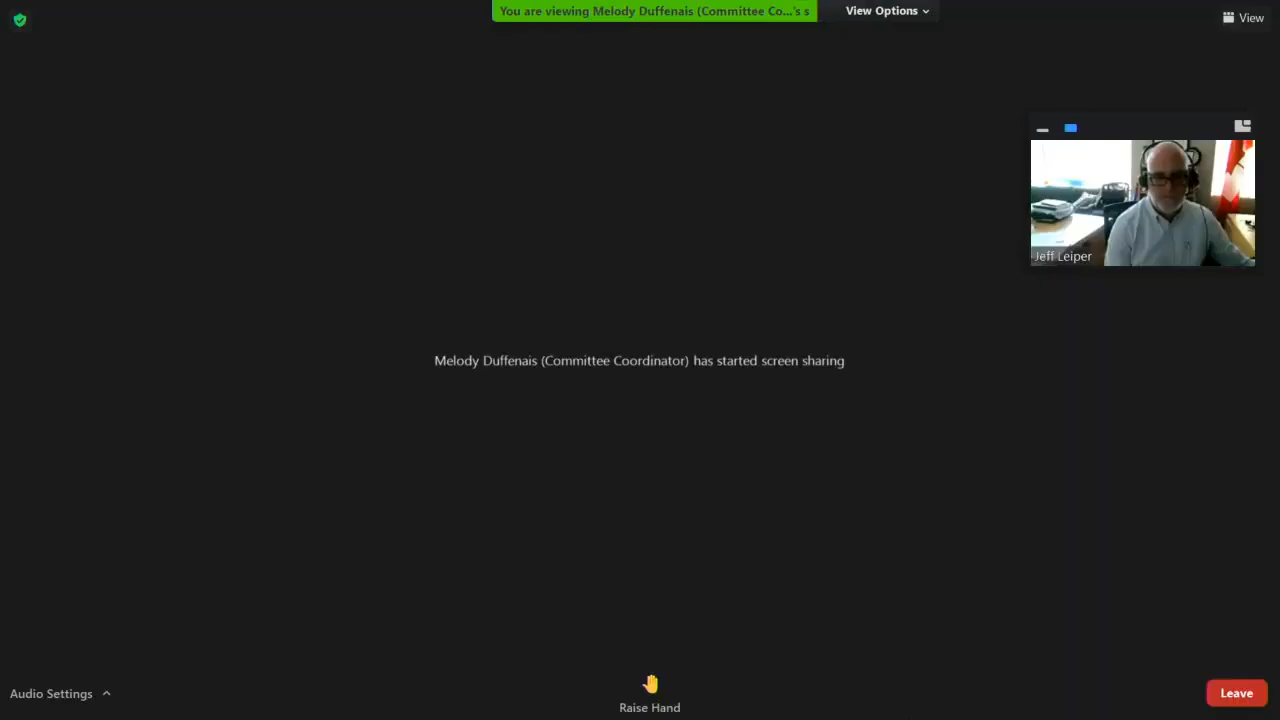 You are viewing Melody Duffenais (Committee Co...'s s
View Options
View
Jeff Leiper
Melody Duffenais (Committee Coordinator) has started screen sharing
Audio Settings
Raise Hand
Leave